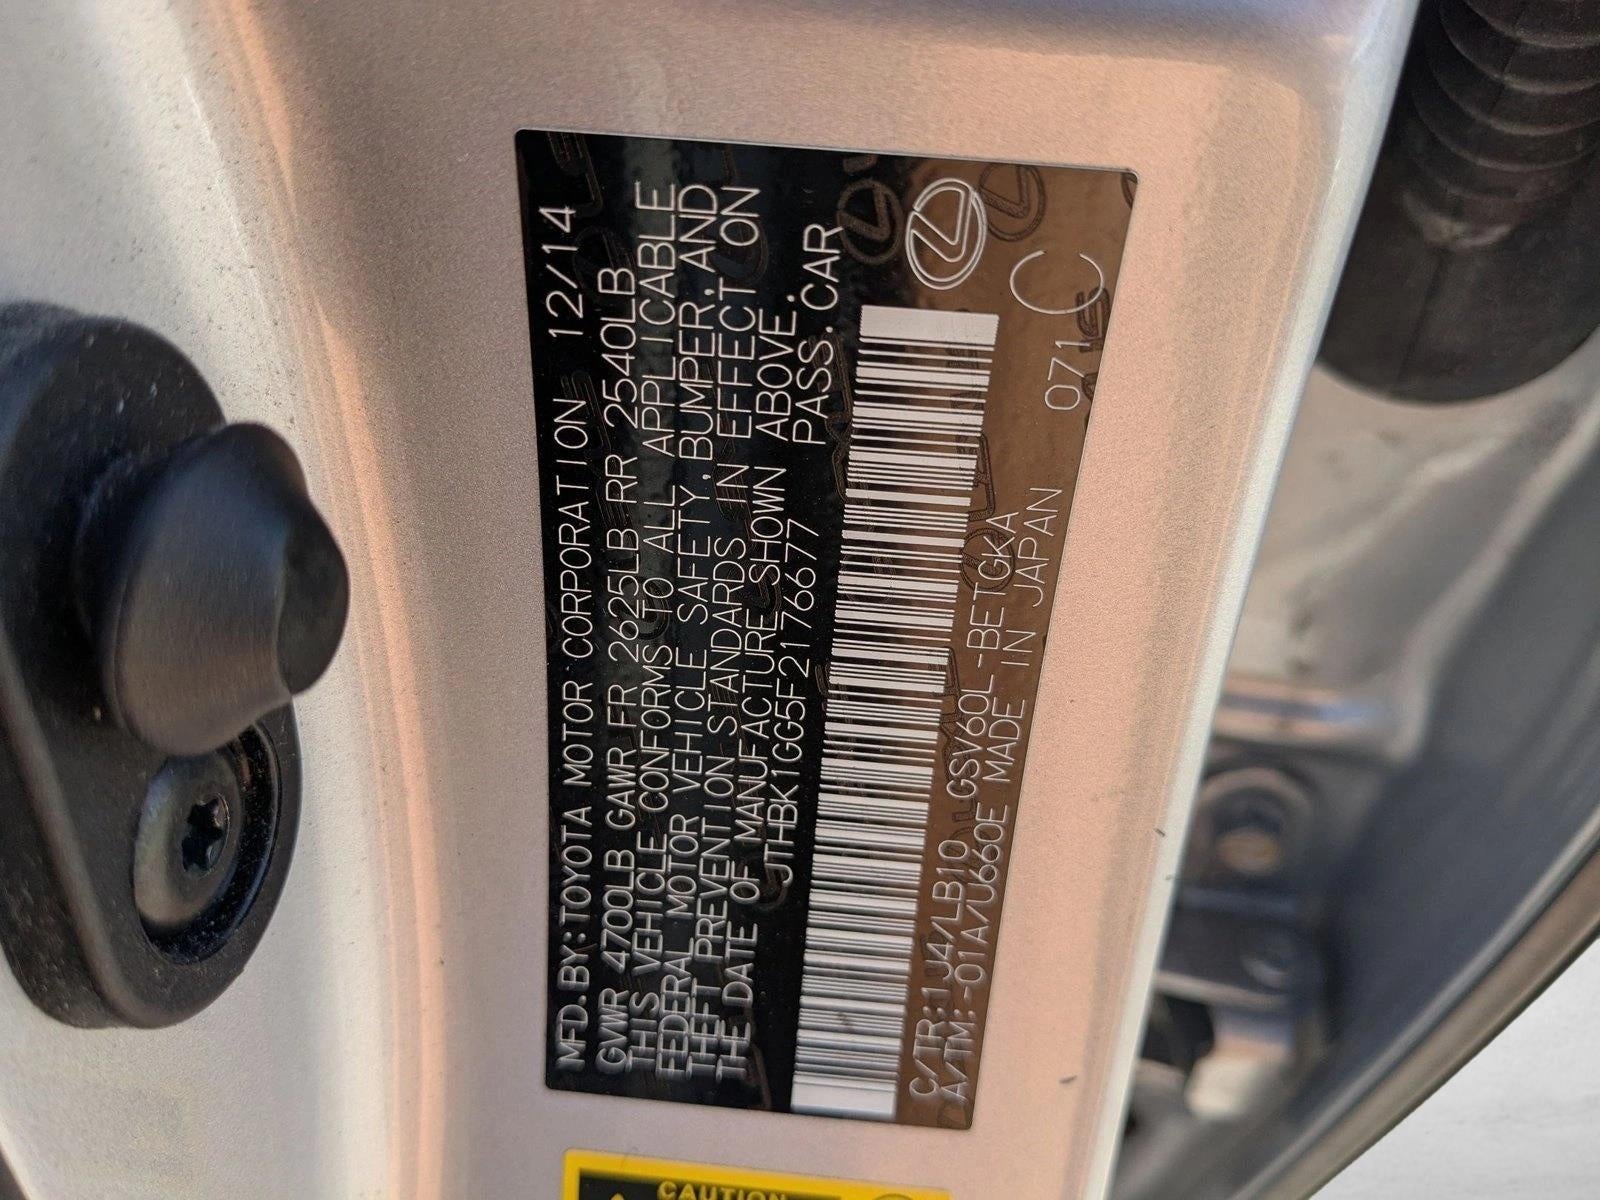 MFD.BY:TOYOTA MOTOR CORPORATION 12/14
GVWR 4700LB GAWR FR 2625LB RR 2540LB
THIS VEHICLE CONFORMS TO ALL APPLICABLE
FEDERAL MOTOR VEHICLE SAFETY,BUMPER,AND
THEFT PREVENTION STANDARDS IN EFFECT ON
THE DATE OF MANUFACTURE SHOWN ABOVE.
JTHBK1GG5F2176677 PASS.CAR
C/TR:1J4/LB10 GSV60L-BETGKA
A/TM:-01A/U660E MADE IN JAPAN 071 C
CAUTION